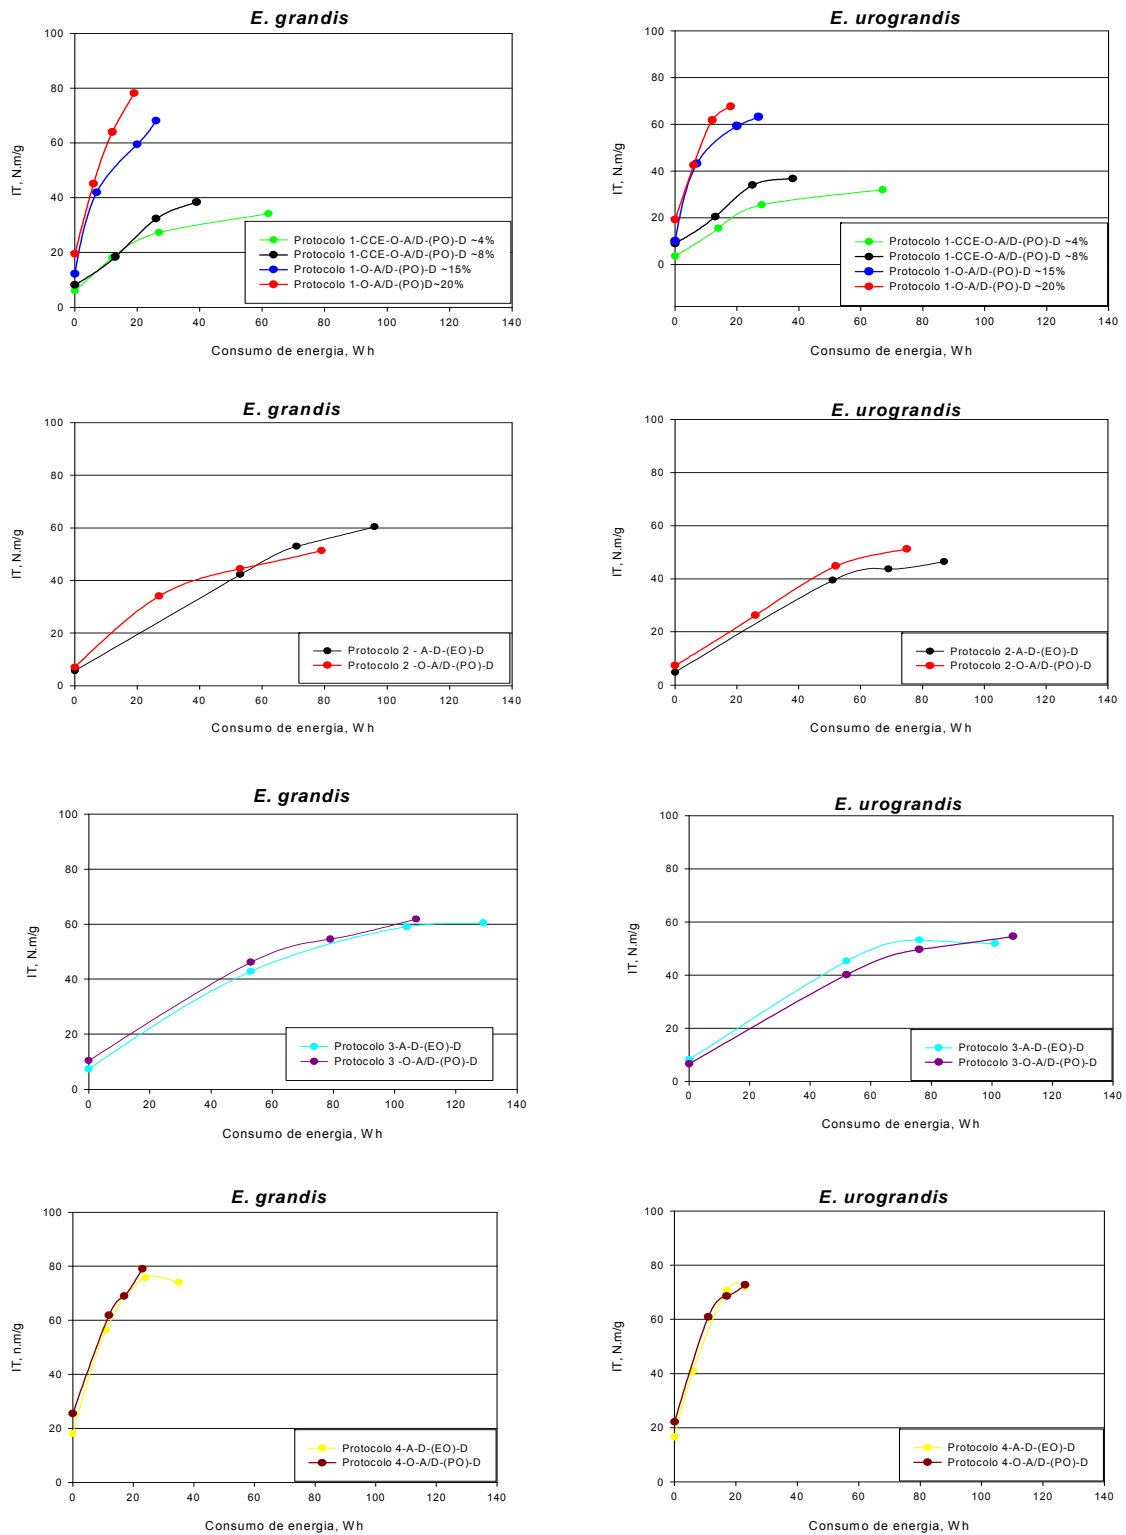 E. grandis
IT, N.m/g
100
80
60
40
20
0
Protocolo 1-CCE-O-A/D-(PO)-D ~4%
Protocolo 1-CCE-O-A/D-(PO)-D ~8%
Protocolo 1-O-A/D-(PO)-D ~15%
Protocolo 1-O-A/D-(PO)D~20%
0 20 40 60 80 100 120 140
Consumo de energia, Wh
E. urograndis
IT, N.m/g
100
80
60
40
20
0
Protocolo 1-CCE-O-A/D-(PO)-D ~4%
Protocolo 1-CCE-O-A/D-(PO)-D ~8%
Protocolo 1-O-A/D-(PO)-D ~15%
Protocolo 1-O-A/D-(PO)-D ~20%
0 20 40 60 80 100 120 140
Consumo de energia, Wh
E. grandis
IT, N.m/g
100
80
60
40
20
0
Protocolo 2 - A-D-(EO)-D
Protocolo 2 -O-A/D-(PO)-D
0 20 40 60 80 100 120 140
Consumo de energia, Wh
E. urograndis
IT, N.m/g
100
80
60
40
20
0
Protocolo 2-A-D-(EO)-D
Protocolo 2-O-A/D-(PO)-D
0 20 40 60 80 100 120 140
Consumo de energia, Wh
E. grandis
IT, N.m/g
100
80
60
40
20
0
Protocolo 3-A-D-(EO)-D
Protocolo 3 -O-A/D-(PO)-D
0 20 40 60 80 100 120 140
Consumo de energia, Wh
E. urograndis
IT, N.m/g
100
80
60
40
20
0
Protocolo 3-A-D-(EO)-D
Protocolo 3-O-A/D-(PO)-D
0 20 40 60 80 100 120 140
Consumo de energia, Wh
E. grandis
IT, n.m/g
100
80
60
40
20
0
Protocolo 4-A-D-(EO)-D
Protocolo 4-O-A/D-(PO)-D
0 20 40 60 80 100 120 140
Consumo de energia, Wh
E. urograndis
IT, N.m/g
100
80
60
40
20
0
Protocolo 4-A-D-(EO)-D
Protocolo 4-O-A/D-(PO)-D
0 20 40 60 80 100 120 140
Consumo de energia, Wh